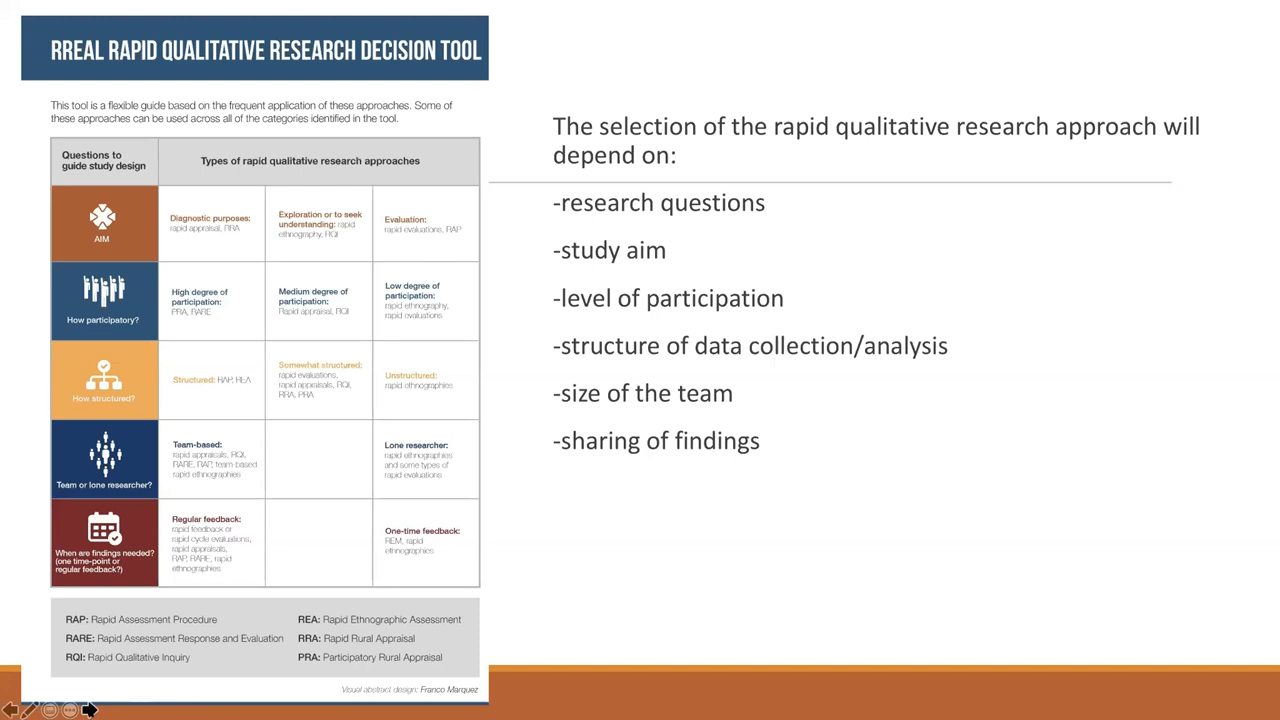 RREAL RAPID QUALITATIVE RESEARCH DECISION TOOL
This tool is a flexible guide based on the frequent application of these approaches. Some of
these approaches can be used across all of the categories identified in the tool.
Questions to
guide study design
Types of rapid qualitative research approaches
AIM
Diagnostic purposes:
rapid appraisal, RRA
Exploration or to seek
understanding: rapid
ethnography, RQI
Evaluation:
rapid evaluations, RAP
How participatory?
High degree of
participation:
PRA, RARE
Medium degree of
participation:
Rapid appraisal, RQI
Low degree of
participation:
rapid ethnography,
rapid evaluations
How structured?
Structured: RAP, REA
Somewhat structured:
rapid evaluations,
rapid appraisals, RQI,
RRA, PRA
Unstructured:
rapid ethnographies
Team or lone researcher?
Team-based:
rapid appraisals, RQI,
RARE, RAP, team-based
rapid ethnographies
Lone researcher:
rapid ethnographies
and some types of
rapid evaluations
When are findings needed?
(one time-point or
regular feedback?)
Regular feedback:
rapid feedback or
rapid cycle evaluations,
rapid appraisals,
RAP, RARE, rapid
ethnographies
One-time feedback:
REM, rapid
ethnographies
RAP: Rapid Assessment Procedure
RARE: Rapid Assessment Response and Evaluation
RQI: Rapid Qualitative Inquiry
REA: Rapid Ethnographic Assessment
RRA: Rapid Rural Appraisal
PRA: Participatory Rural Appraisal
Visual abstract design: Franco Marquez
The selection of the rapid qualitative research approach will
depend on:
-research questions
-study aim
-level of participation
-structure of data collection/analysis
-size of the team
-sharing of findings